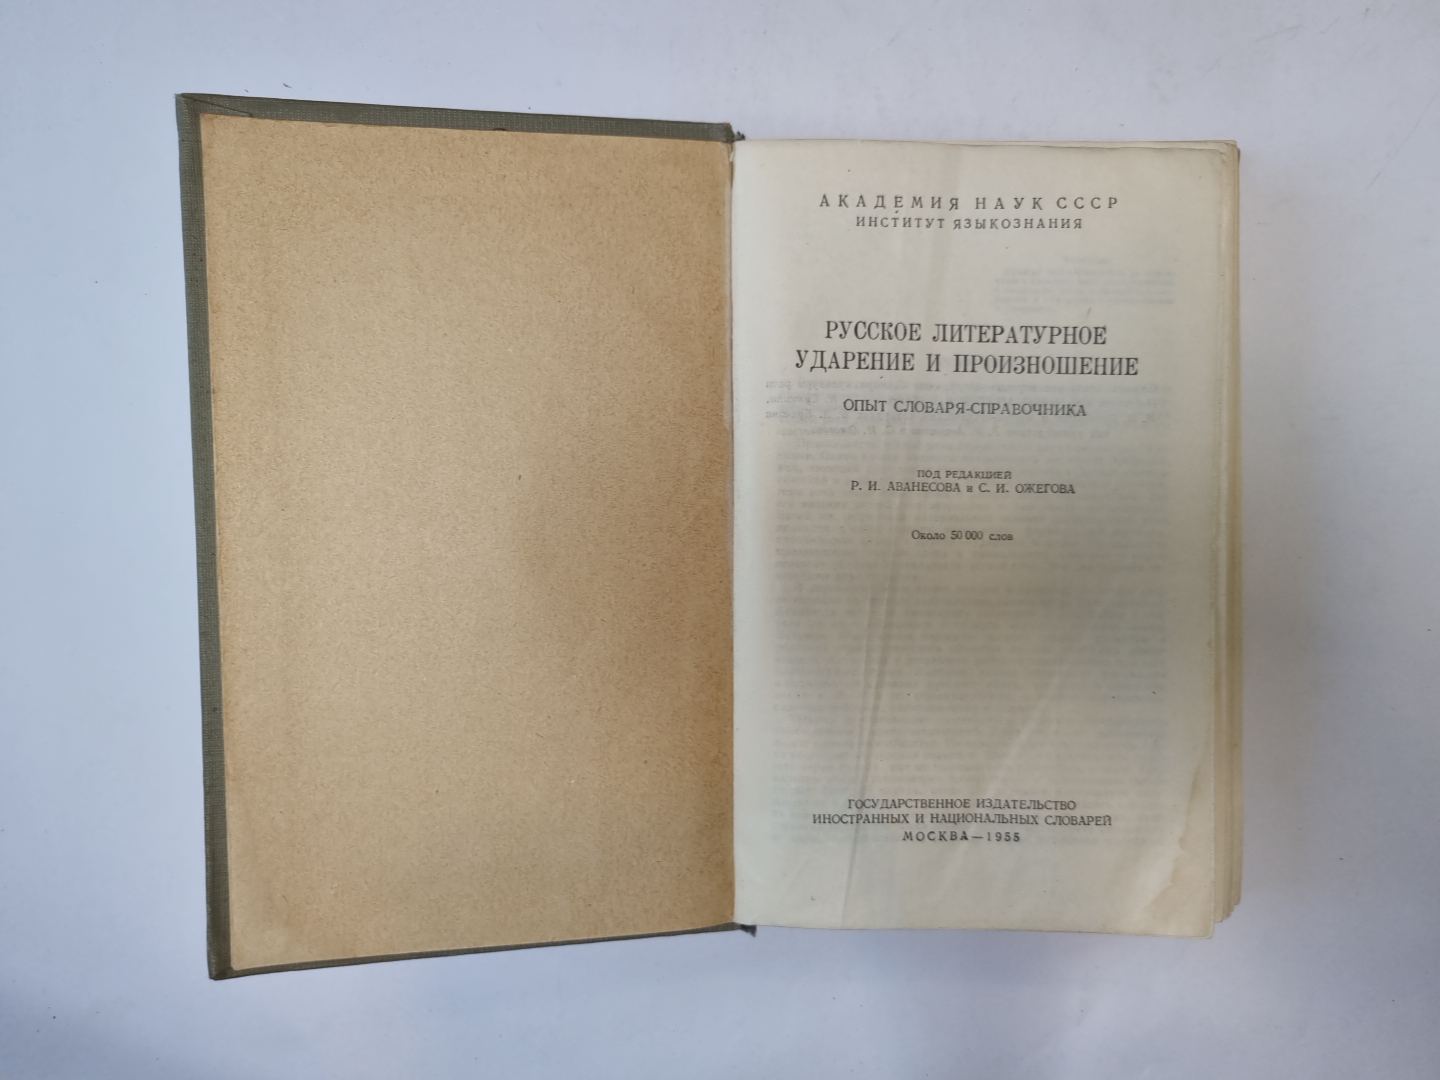 АКАДЕМИЯ НАУК СССР
ИНСТИТУТ ЯЗЫКОЗНАНИЯ
РУССКОЕ ЛИТЕРАТУРНОЕ
УДАРЕНИЕ И ПРОИЗНОШЕНИЕ
ОПЫТ СЛОВАРЯ-СПРАВОЧНИКА
ПОД РЕДАКЦИЕЙ
Р. И. АВАНЕСОВА и С. И. ОЖЕГОВА
Около 50 000 слов
ГОСУДАРСТВЕННОЕ ИЗДАТЕЛЬСТВО
ИНОСТРАННЫХ И НАЦИОНАЛЬНЫХ СЛОВАРЕЙ
МОСКВА—1955